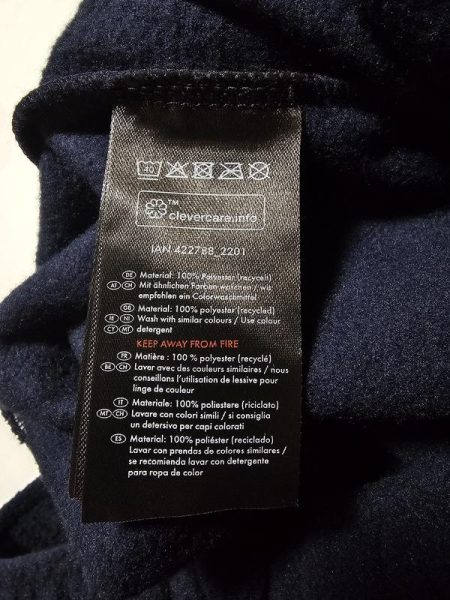 40
™
clevercare.info
IAN 422788_2201
DE Material: 100% Polyester (recycelt)
AT CH Mit ähnlichen Farben waschen / wir
empfehlen ein Colorwaschmittel
GB Material: 100% polyester (recycled)
IE NI Wash with similar colours / Use colour
CY MT detergent
KEEP AWAY FROM FIRE
FR Matière : 100 % polyester (recyclé)
BE CH Laver avec des couleurs similaires / nous
conseillons l'utilisation de lessive pour
linge de couleur
IT Materiale: 100% poliestere (riciclato)
MT CH Lavare con colori simili / si consiglia
un detersivo per capi colorati
ES Material: 100% poliéster (reciclado)
Lavar con prendas de colores similares /
se recomienda lavar con detergente
para ropa de color